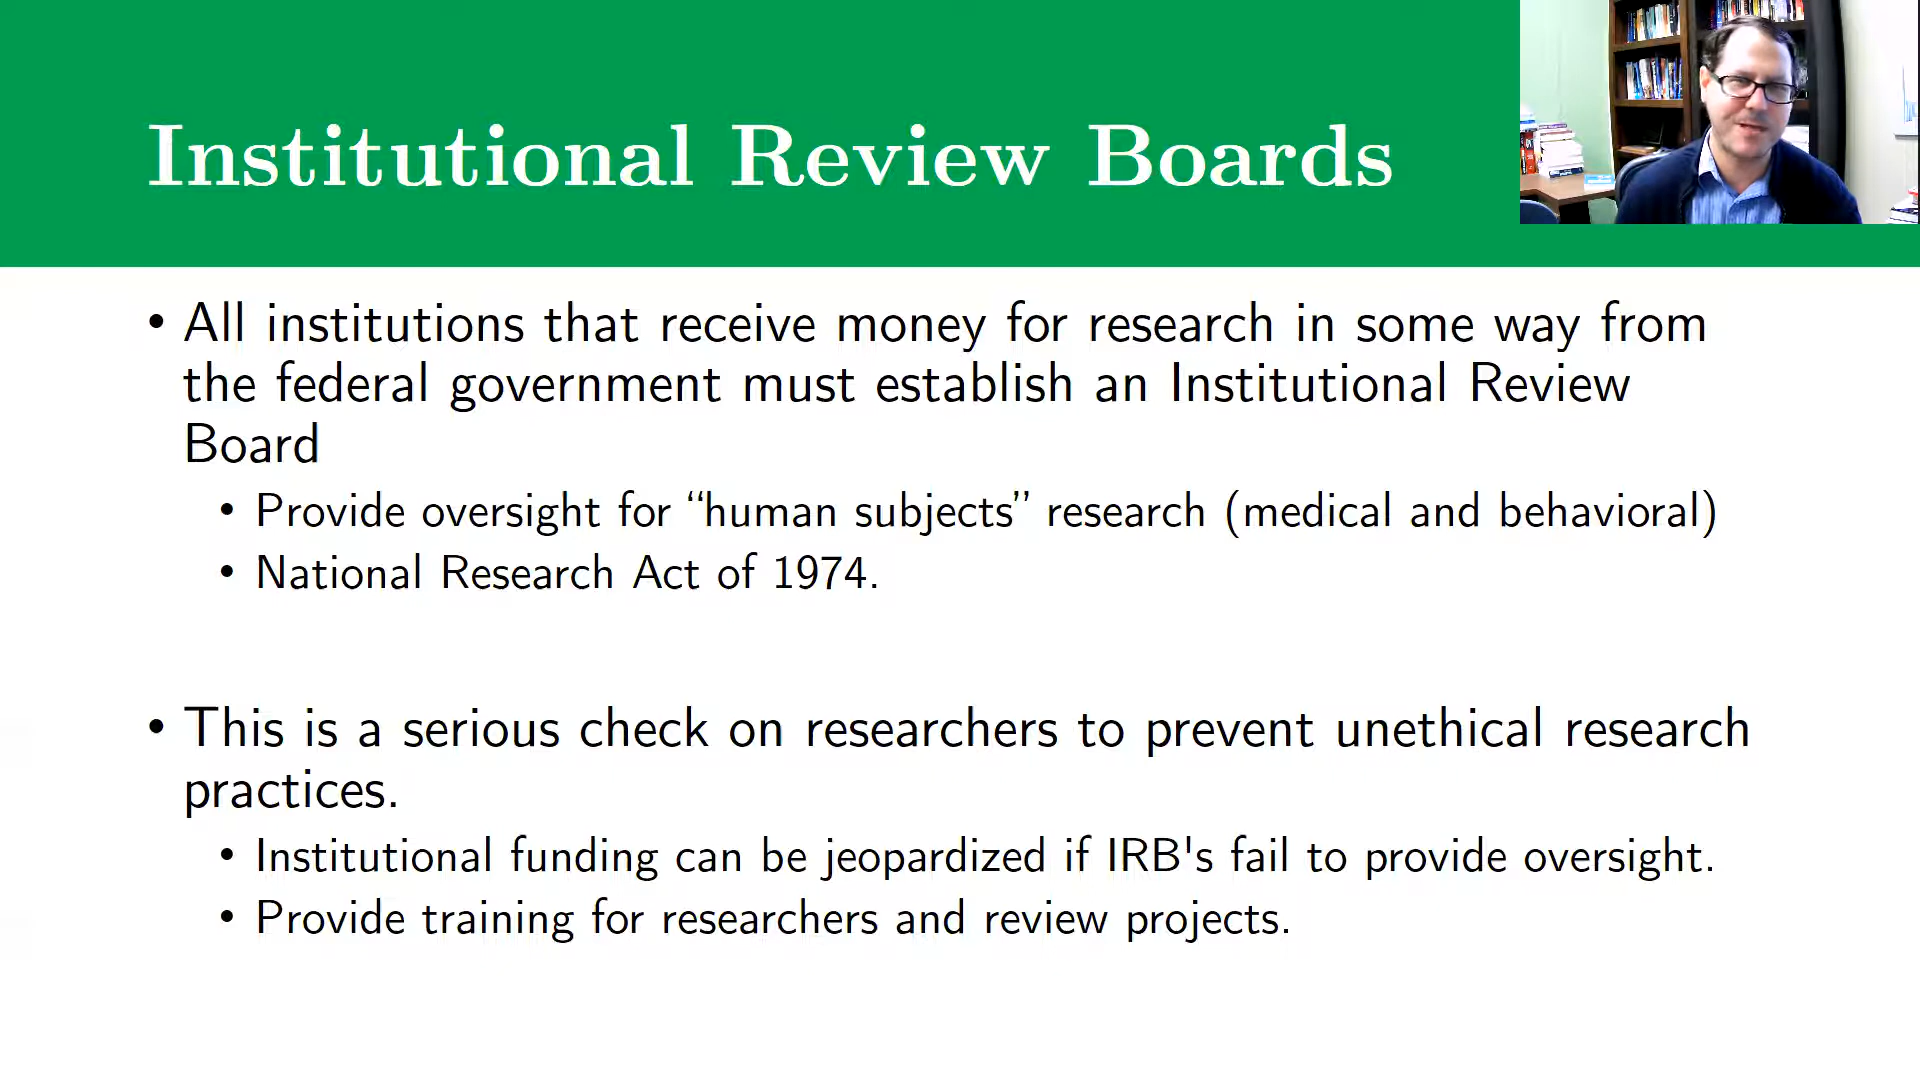 Institutional Review Boards
• All institutions that receive money for research in some way from
the federal government must establish an Institutional Review
Board
• Provide oversight for “human subjects” research (medical and behavioral)
• National Research Act of 1974.
• This is a serious check on researchers to prevent unethical research
practices.
• Institutional funding can be jeopardized if IRB's fail to provide oversight.
• Provide training for researchers and review projects.